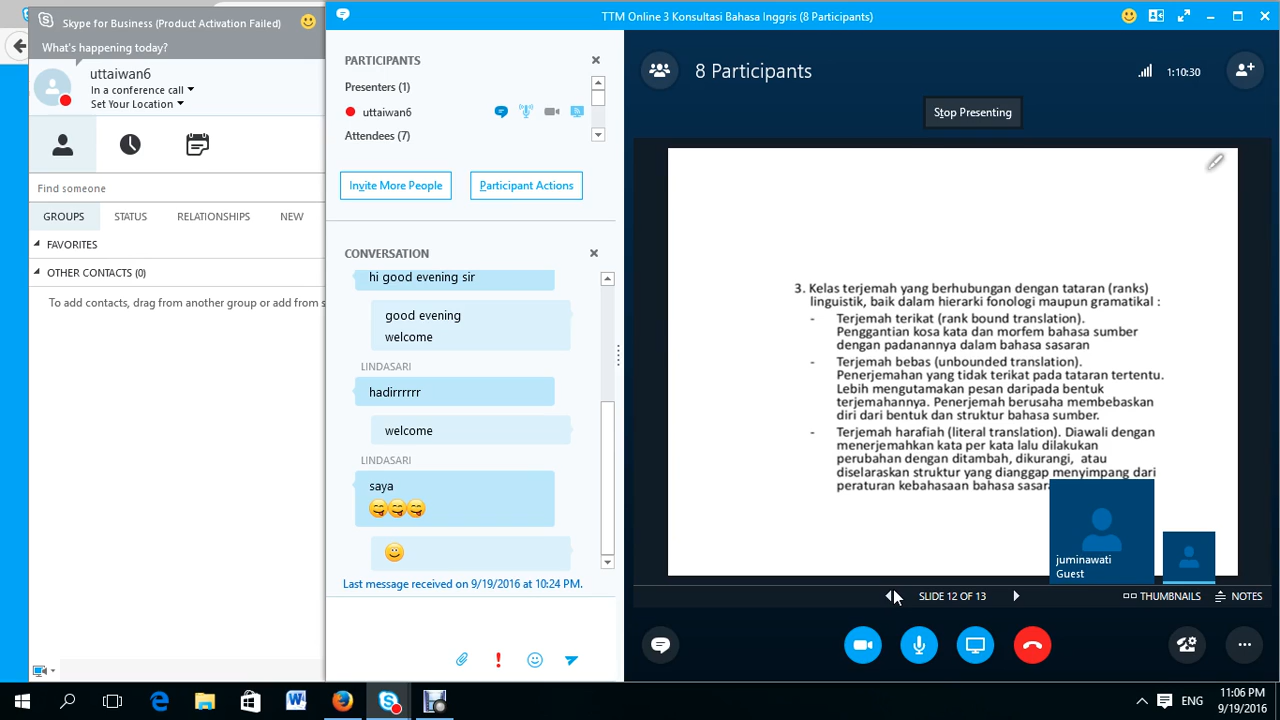 Skype for Business (Product Activation Failed)
What's happening today?
uttaiwan6
In a conference call
Set Your Location
Find someone
GROUPS
STATUS
RELATIONSHIPS
NEW
FAVORITES
OTHER CONTACTS (0)
To add contacts, drag from another group or add from s
TTM Online 3 Konsultasi Bahasa Inggris (8 Participants)
PARTICIPANTS
Presenters (1)
uttaiwan6
Attendees (7)
Invite More People
Participant Actions
CONVERSATION
hi good evening sir
good evening
welcome
LINDASARI
hadirrrrrr
welcome
LINDASARI
saya
Last message received on 9/19/2016 at 10:24 PM.
8 Participants
1:10:30
Stop Presenting
3. Kelas terjemah yang berhubungan dengan tataran (ranks)
linguistik, baik dalam hierarki fonologi maupun gramatikal :
- Terjemah terikat (rank bound translation).
Penggantian kosa kata dan morfem bahasa sumber
dengan padanannya dalam bahasa sasaran
- Terjemah bebas (unbounded translation).
Penerjemahan yang tidak terikat pada tataran tertentu.
Lebih mengutamakan pesan daripada bentuk
terjemahannya. Penerjemah berusaha membebaskan
diri dari bentuk dan struktur bahasa sumber.
- Terjemah harafiah (literal translation). Diawali dengan
menerjemahkan kata per kata lalu dilakukan
perubahan dengan ditambah, dikurangi, atau
diselaraskan struktur yang dianggap menyimpang dari
peraturan kebahasaan bahasa sasara
juminawati
Guest
SLIDE 12 OF 13
THUMBNAILS
NOTES
ENG
11:06 PM
9/19/2016